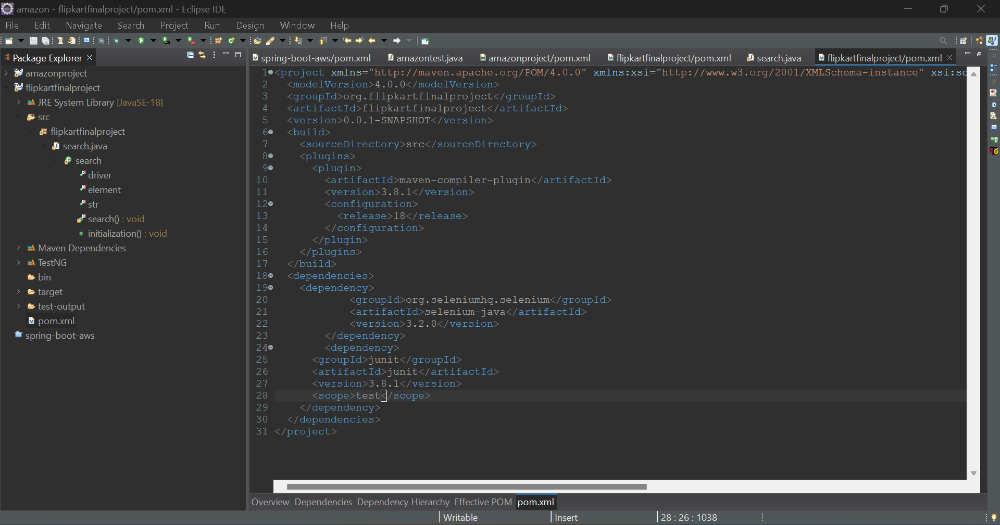 amazon - flipkartfinalproject/pom.xml - Eclipse IDE
File Edit Navigate Search Project Run Design Window Help
Package Explorer
amazonproject
flipkartfinalproject
JRE System Library [JavaSE-18]
src
flipkartfinalproject
search.java
search
driver
element
str
search() : void
initialization() : void
Maven Dependencies
TestNG
bin
target
test-output
pom.xml
spring-boot-aws
spring-boot-aws/pom.xml amazontest.java amazonproject/pom.xml flipkartfinalproject/pom.xml search.java flipkartfinalproject/pom.xml
1 <project xmlns="http://maven.apache.org/POM/4.0.0" xmlns:xsi="http://www.w3.org/2001/XMLSchema-instance" xsi:sc
2 <modelVersion>4.0.0</modelVersion>
3 <groupId>org.flipkartfinalproject</groupId>
4 <artifactId>flipkartfinalproject</artifactId>
5 <version>0.0.1-SNAPSHOT</version>
6 <build>
7 <sourceDirectory>src</sourceDirectory>
8 <plugins>
9 <plugin>
10 <artifactId>maven-compiler-plugin</artifactId>
11 <version>3.8.1</version>
12 <configuration>
13 <release>18</release>
14 </configuration>
15 </plugin>
16 </plugins>
17 </build>
18 <dependencies>
19 <dependency>
20 <groupId>org.seleniumhq.selenium</groupId>
21 <artifactId>selenium-java</artifactId>
22 <version>3.2.0</version>
23 </dependency>
24 <dependency>
25 <groupId>junit</groupId>
26 <artifactId>junit</artifactId>
27 <version>3.8.1</version>
28 <scope>test</scope>
29 </dependency>
30 </dependencies>
31 </project>
Overview Dependencies Dependency Hierarchy Effective POM pom.xml
Writable Insert 28 : 26 : 1038